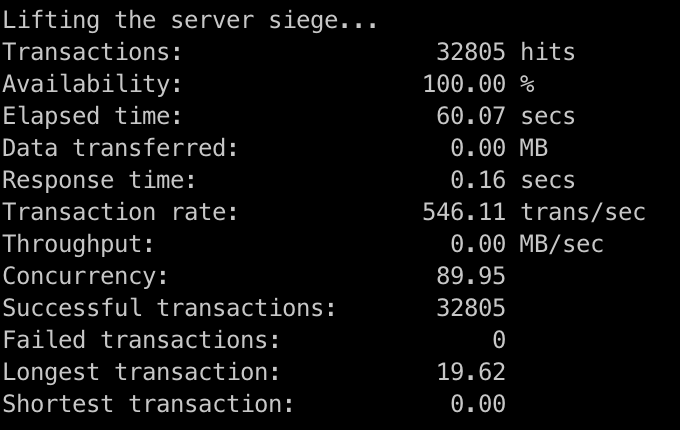 Lifting the server siege...
Transactions: 32805 hits
Availability: 100.00 %
Elapsed time: 60.07 secs
Data transferred: 0.00 MB
Response time: 0.16 secs
Transaction rate: 546.11 trans/sec
Throughput: 0.00 MB/sec
Concurrency: 89.95
Successful transactions: 32805
Failed transactions: 0
Longest transaction: 19.62
Shortest transaction: 0.00